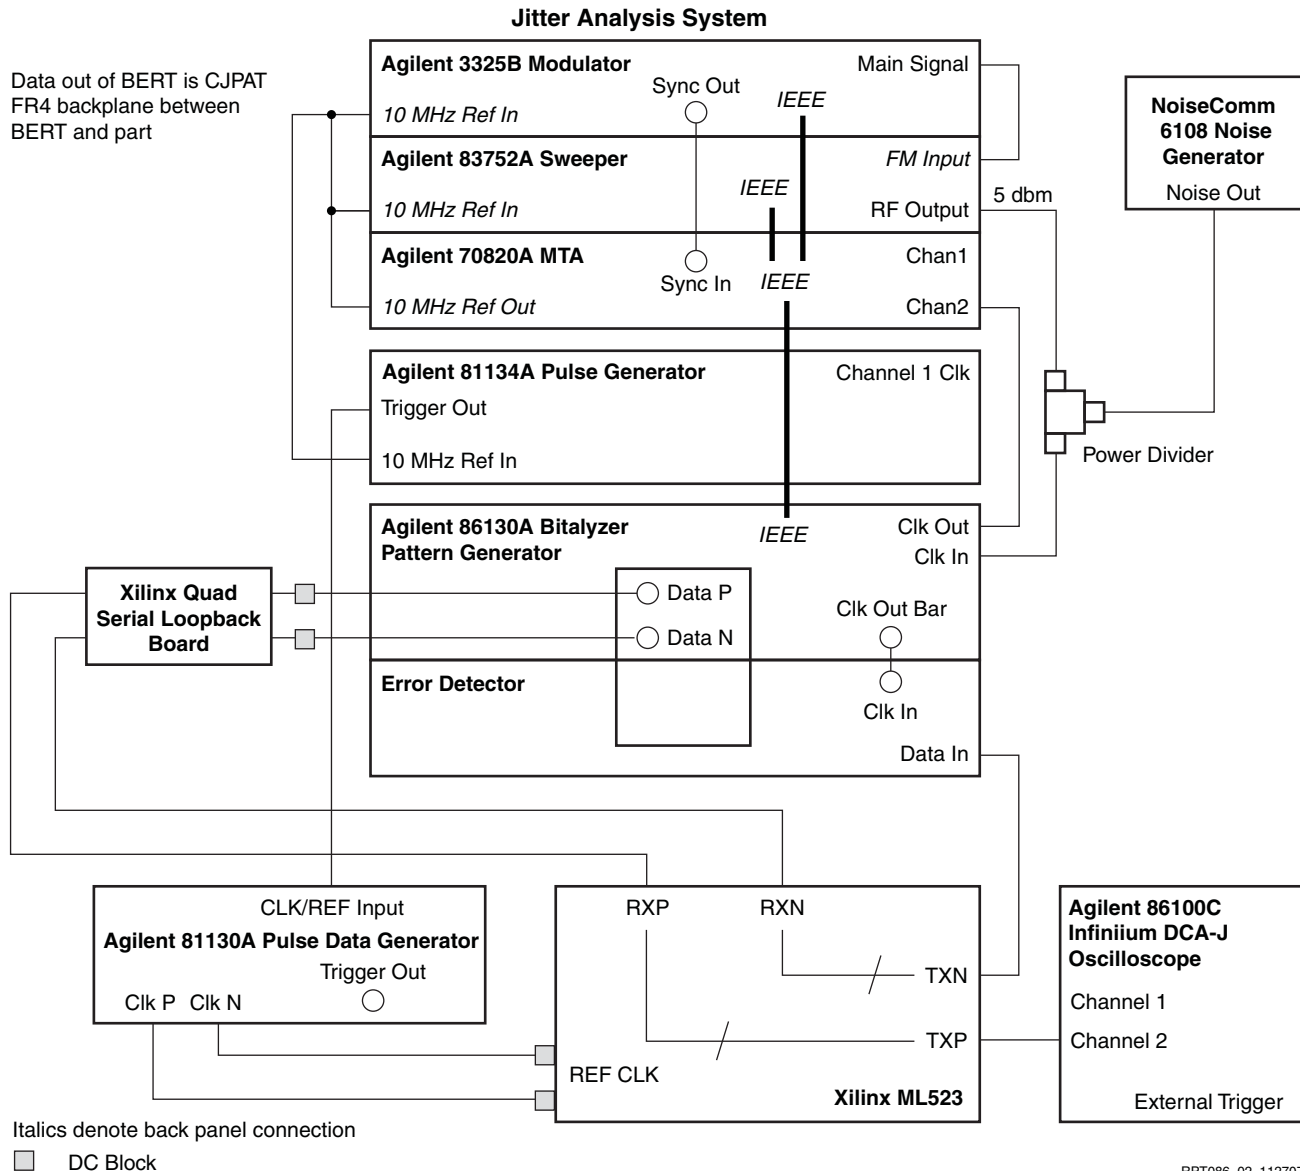 Jitter Analysis System
Data out of BERT is CJPAT
FR4 backplane between
BERT and part
Agilent 3325B Modulator
Main Signal
Sync Out
IEEE
10 MHz Ref In
Agilent 83752A Sweeper
FM Input
IEEE
10 MHz Ref In
RF Output
5 dbm
NoiseComm
6108 Noise
Generator
Noise Out
Agilent 70820A MTA
Chan1
Sync In
IEEE
10 MHz Ref Out
Chan2
Agilent 81134A Pulse Generator
Channel 1 Clk
Trigger Out
10 MHz Ref In
Power Divider
Agilent 86130A Bitalyzer
Pattern Generator
IEEE
Clk Out
Clk In
Xilinx Quad
Serial Loopback
Board
Data P
Data N
Clk Out Bar
Error Detector
Clk In
Data In
CLK/REF Input
Agilent 81130A Pulse Data Generator
Trigger Out
Clk P Clk N
RXP
RXN
TXN
TXP
REF CLK
Xilinx ML523
Agilent 86100C
Infiniium DCA-J
Oscilloscope
Channel 1
Channel 2
External Trigger
Italics denote back panel connection
DC Block